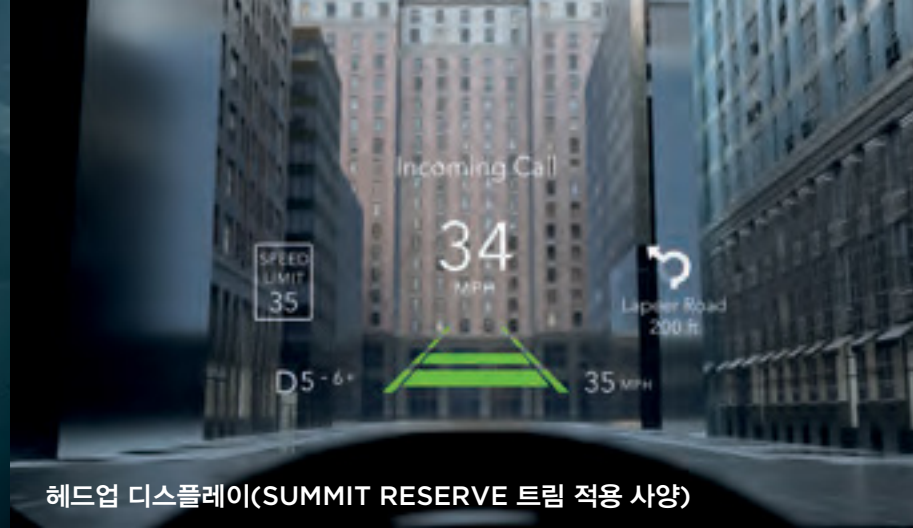 Incoming Call
34
MPH
SPEED
LIMIT
35
Lapeer Road
200 ft
D5
35 MPH
헤드업 디스플레이(SUMMIT RESERVE 트림 적용 사양)